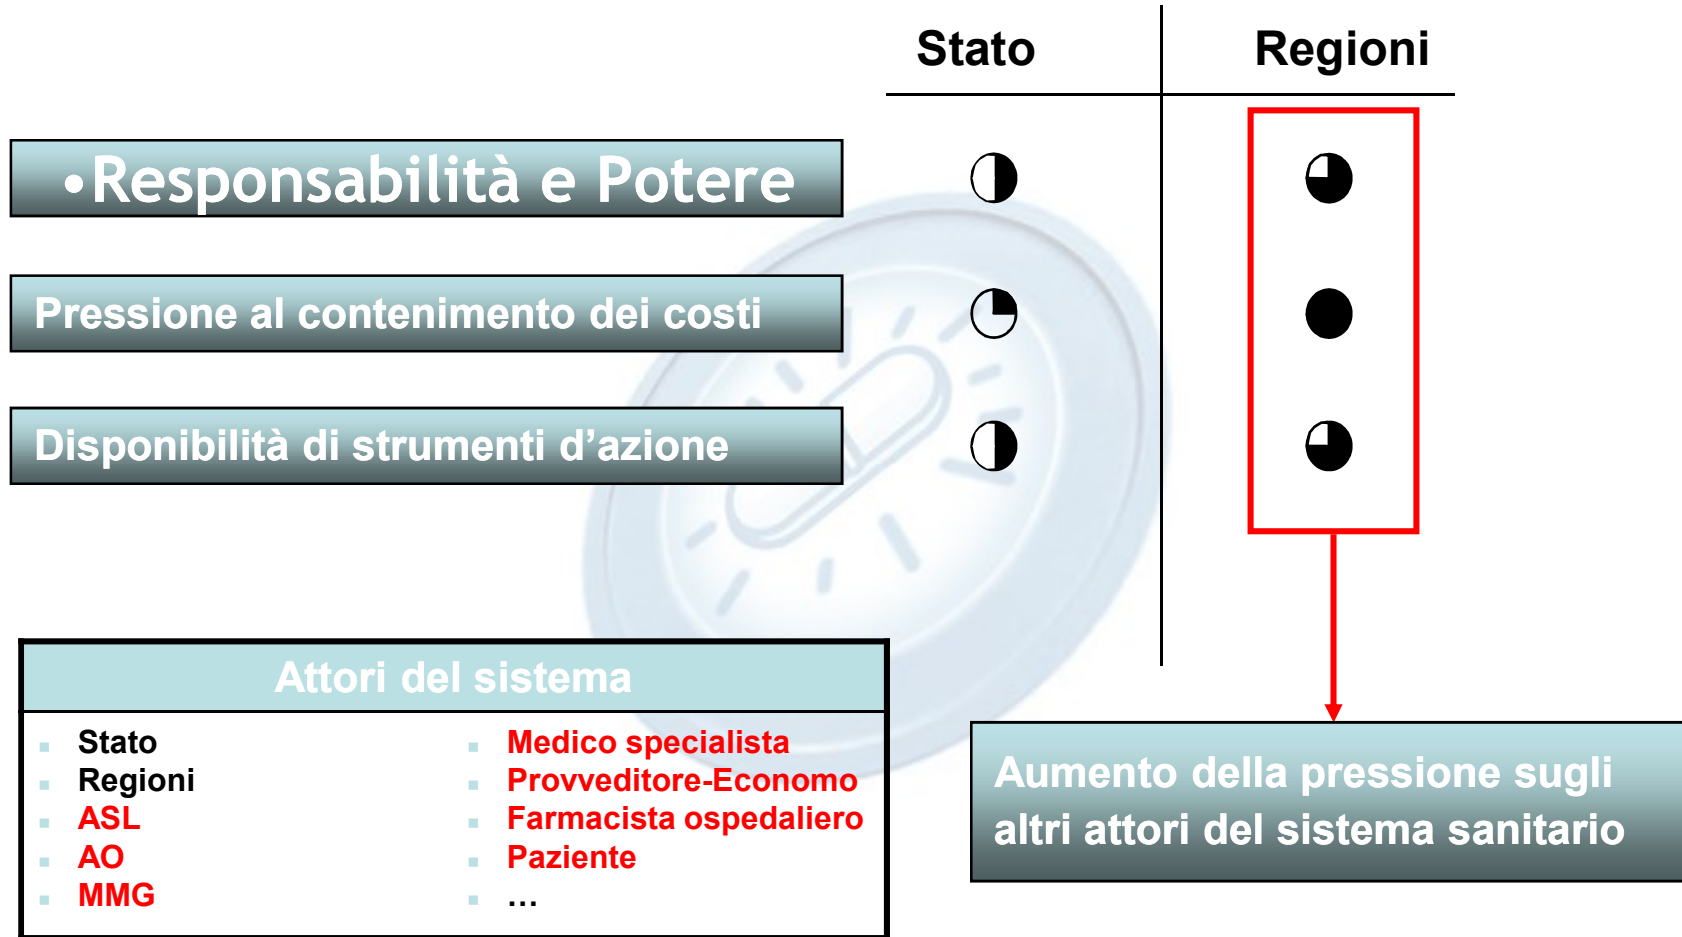 Stato
Regioni
•Responsabilità e Potere
Pressione al contenimento dei costi
Disponibilità di strumenti d’azione
Attori del sistema
Stato
Regioni
ASL
AO
MMG
Medico specialista
Provveditore-Economo
Farmacista ospedaliero
Paziente
…
Aumento della pressione sugli
altri attori del sistema sanitario